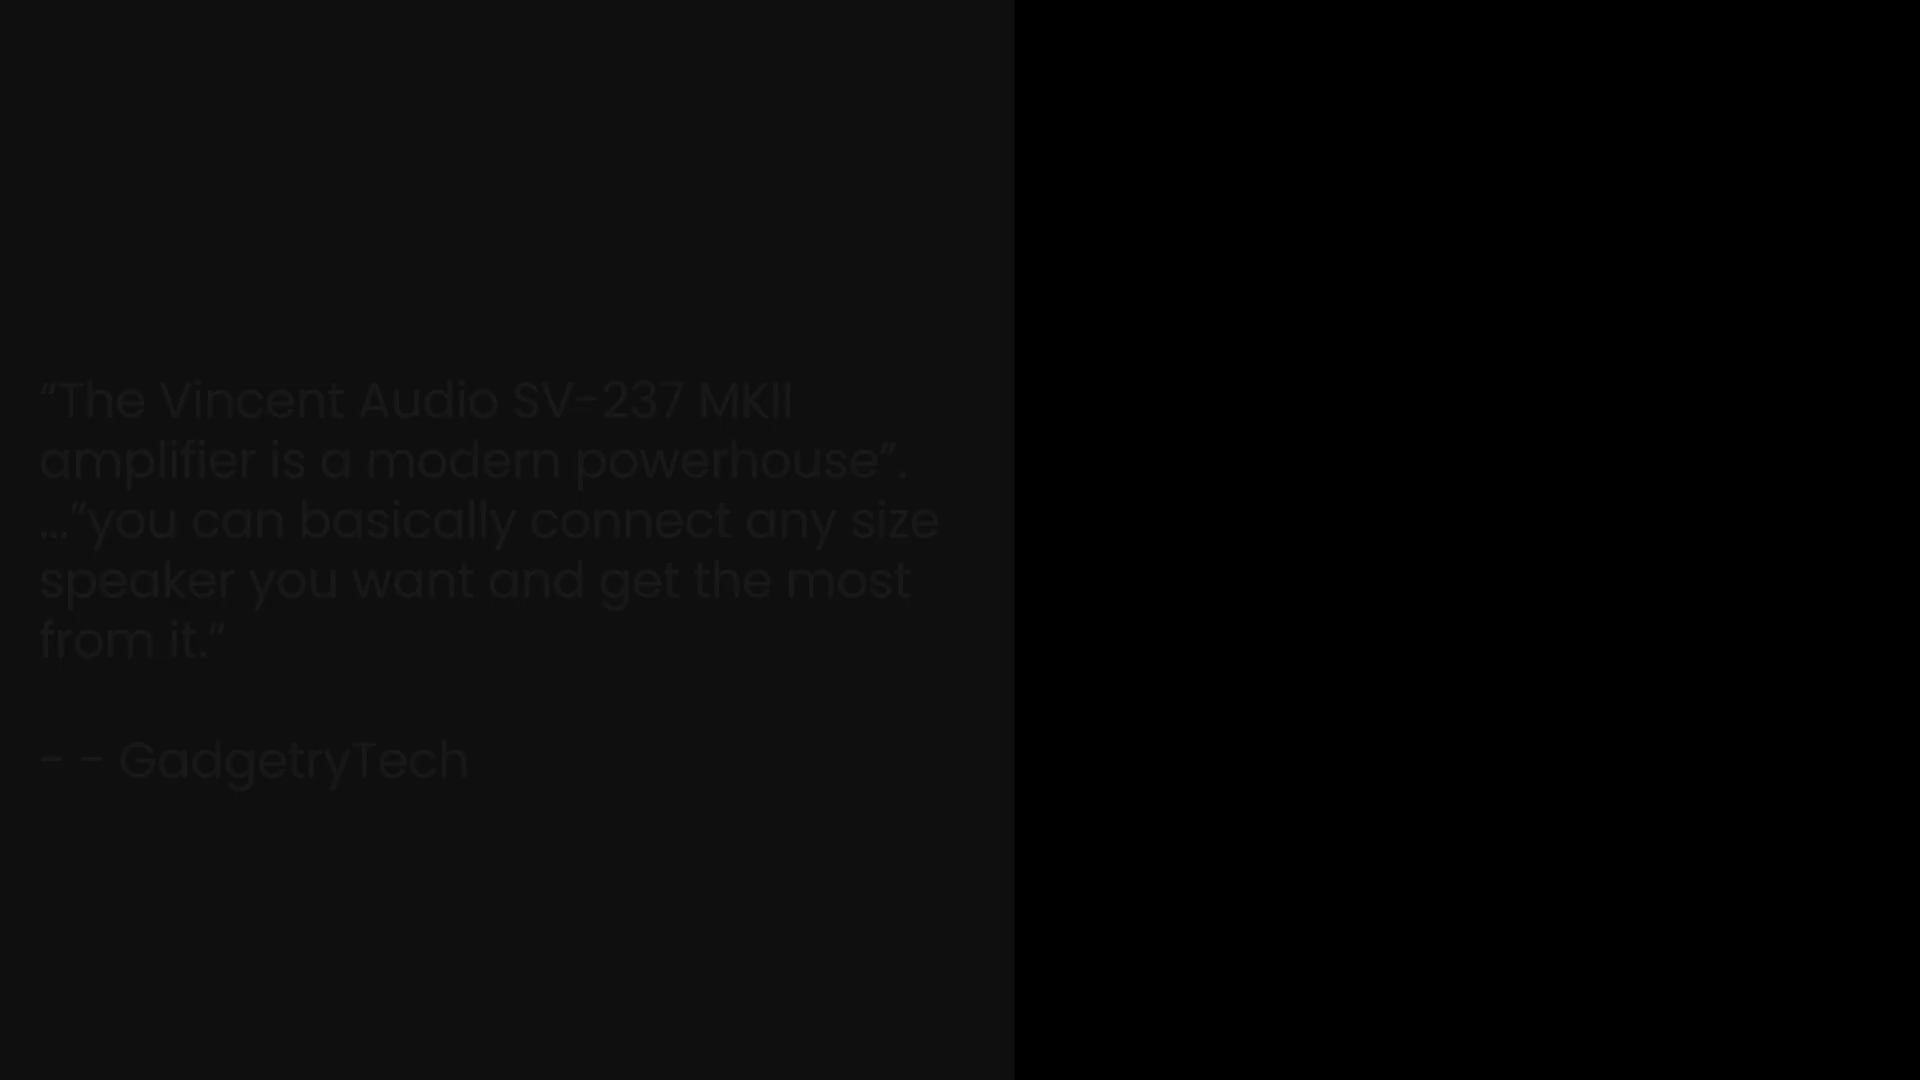 “The Vincent Audio SV-237 MKII
amplifier is a modern powerhouse”.
...”you can basically connect any size
speaker you want and get the most
from it.”
- - GadgetryTech